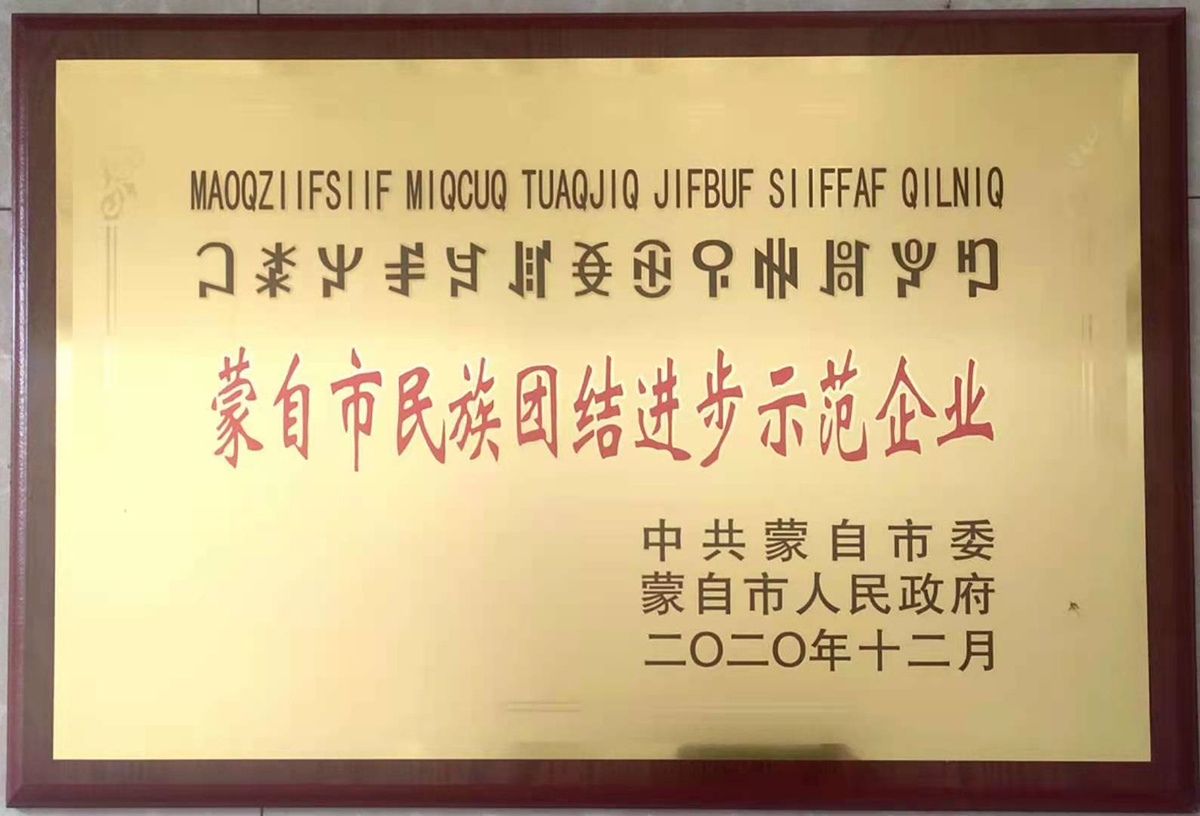 MAOQZIIFSIIF MIQCUQ TUAQJIQ JIFBUF SIIFFAF QILNIQ
蒙自市民族团结进步示范企业
中共蒙自市委
蒙自市人民政府
二〇二〇年十二月